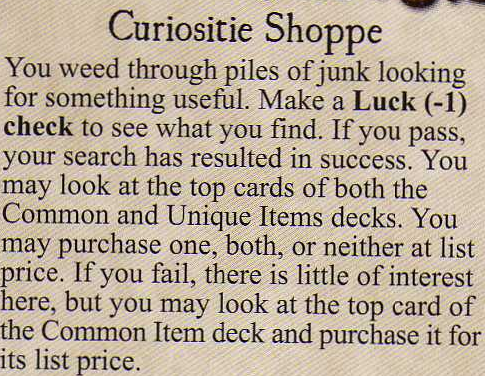 Curiositie Shoppe
You weed through piles of junk looking
for something useful. Make a Luck (-1)
check to see what you find. If you pass,
your search has resulted in success. You
may look at the top cards of both the
Common and Unique Items decks. You
may purchase one, both, or neither at list
price. If you fail, there is little of interest
here, but you may look at the top card of
the Common Item deck and purchase it for
its list price.